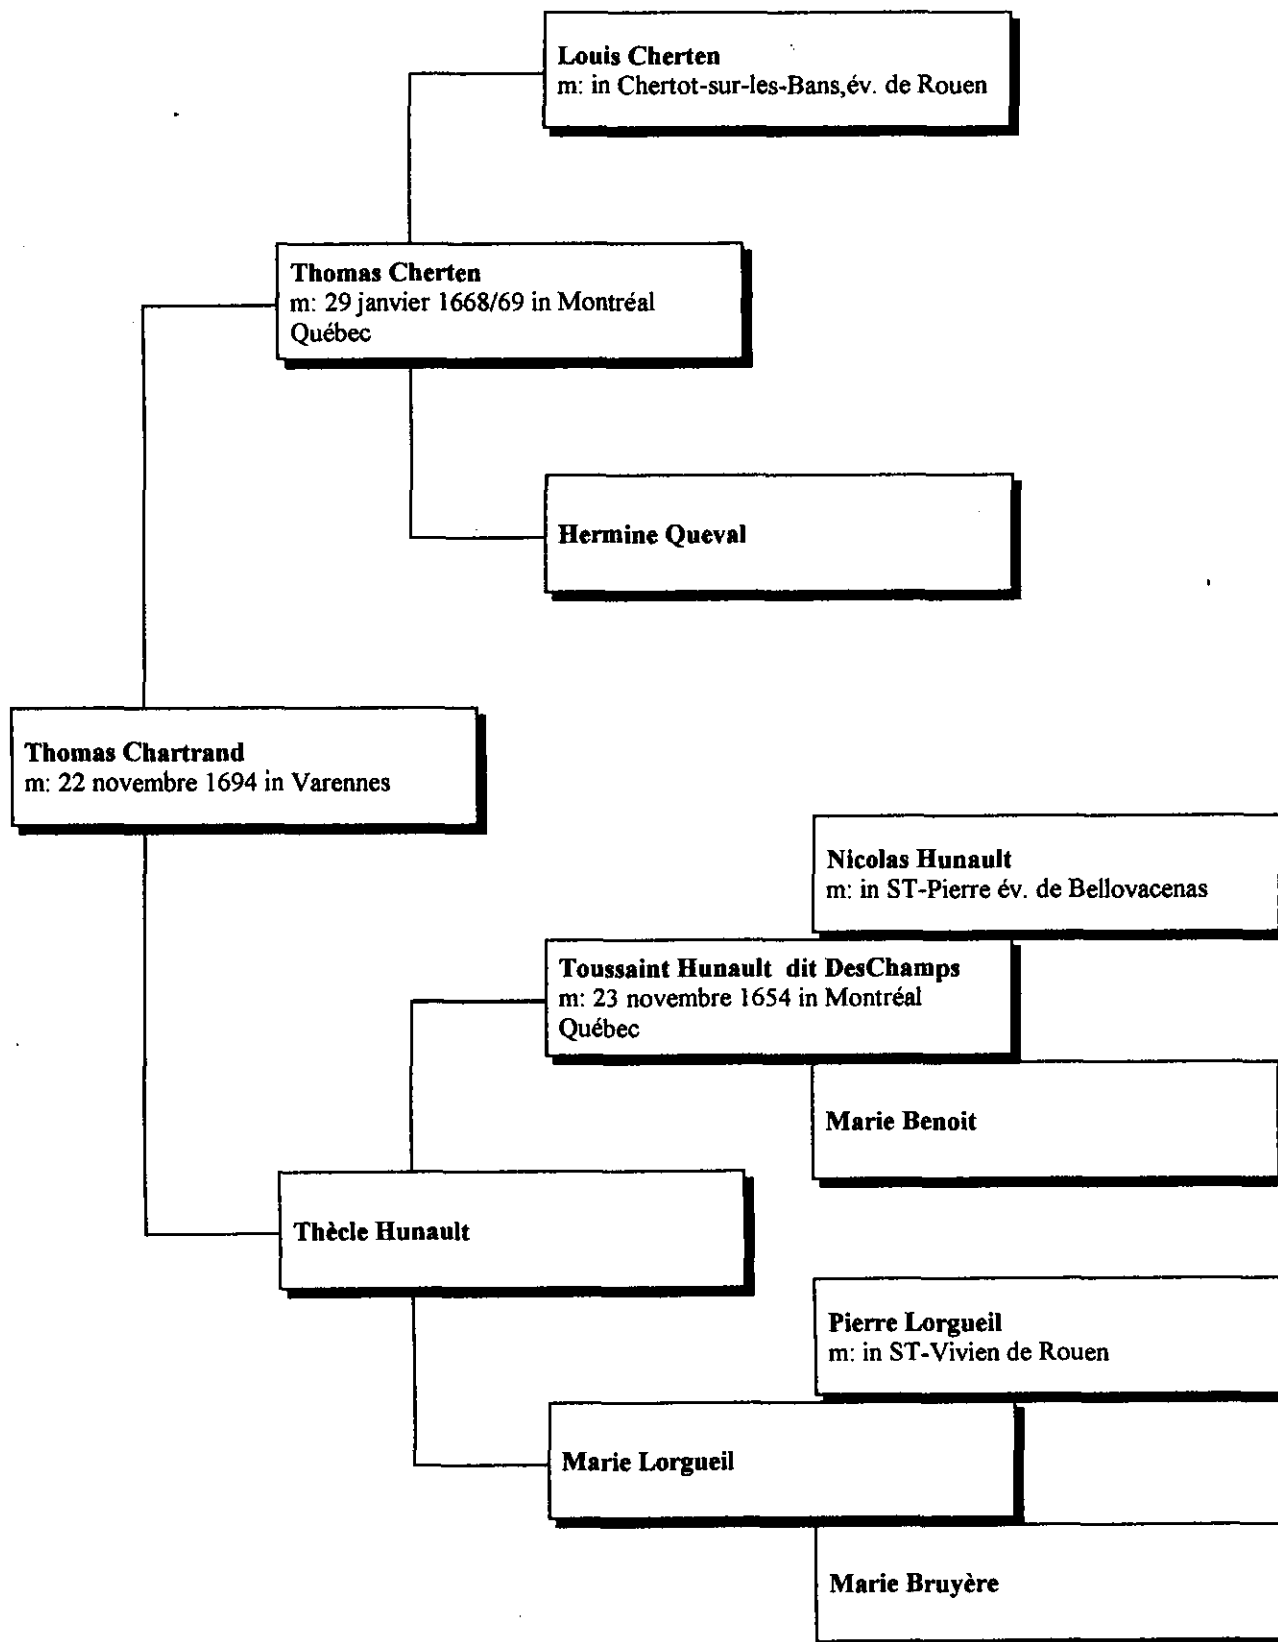 Louis Cherten
m: in Chertot-sur-les-Bans,év. de Rouen
Thomas Cherten
m: 29 janvier 1668/69 in Montréal
Québec
Hermine Queval
Thomas Chartrand
m: 22 novembre 1694 in Varennes
Nicolas Hunault
m: in ST-Pierre év. de Bellovacenas
Toussaint Hunault dit DesChamps
m: 23 novembre 1654 in Montréal
Québec
Marie Benoit
Thècle Hunault
Pierre Lorgueil
m: in ST-Vivien de Rouen
Marie Lorgueil
Marie Bruyère